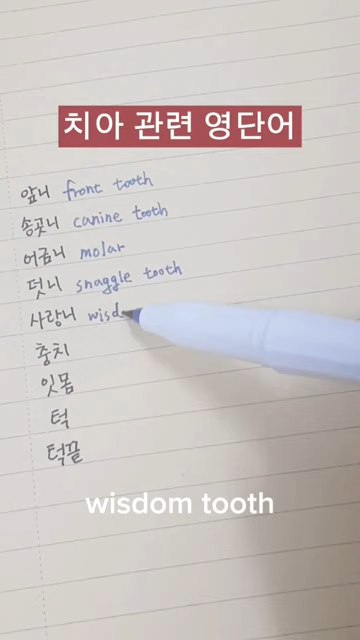 치아 관련 영단어
앞니 front tooth
송곳니 canine tooth
어금니 molar
덧니 snaggle tooth
사랑니 wisd
충치
잇몸
턱
턱끝
wisdom tooth